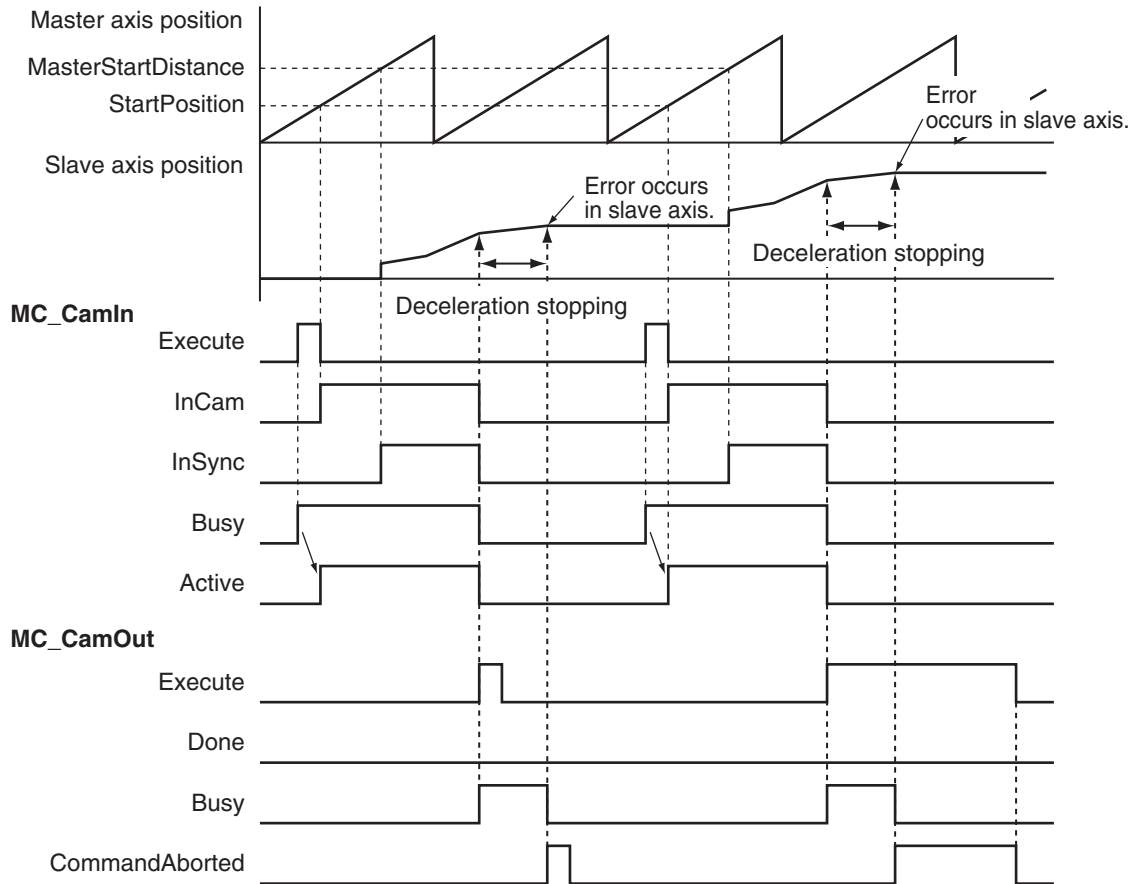 Master axis position
MasterStartDistance
StartPosition
Error
occurs in slave axis.
Slave axis position
Error occurs
in slave axis.
Deceleration stopping
Deceleration stopping
MC_CamIn
Execute
InCam
InSync
Busy
Active
MC_CamOut
Execute
Done
Busy
CommandAborted